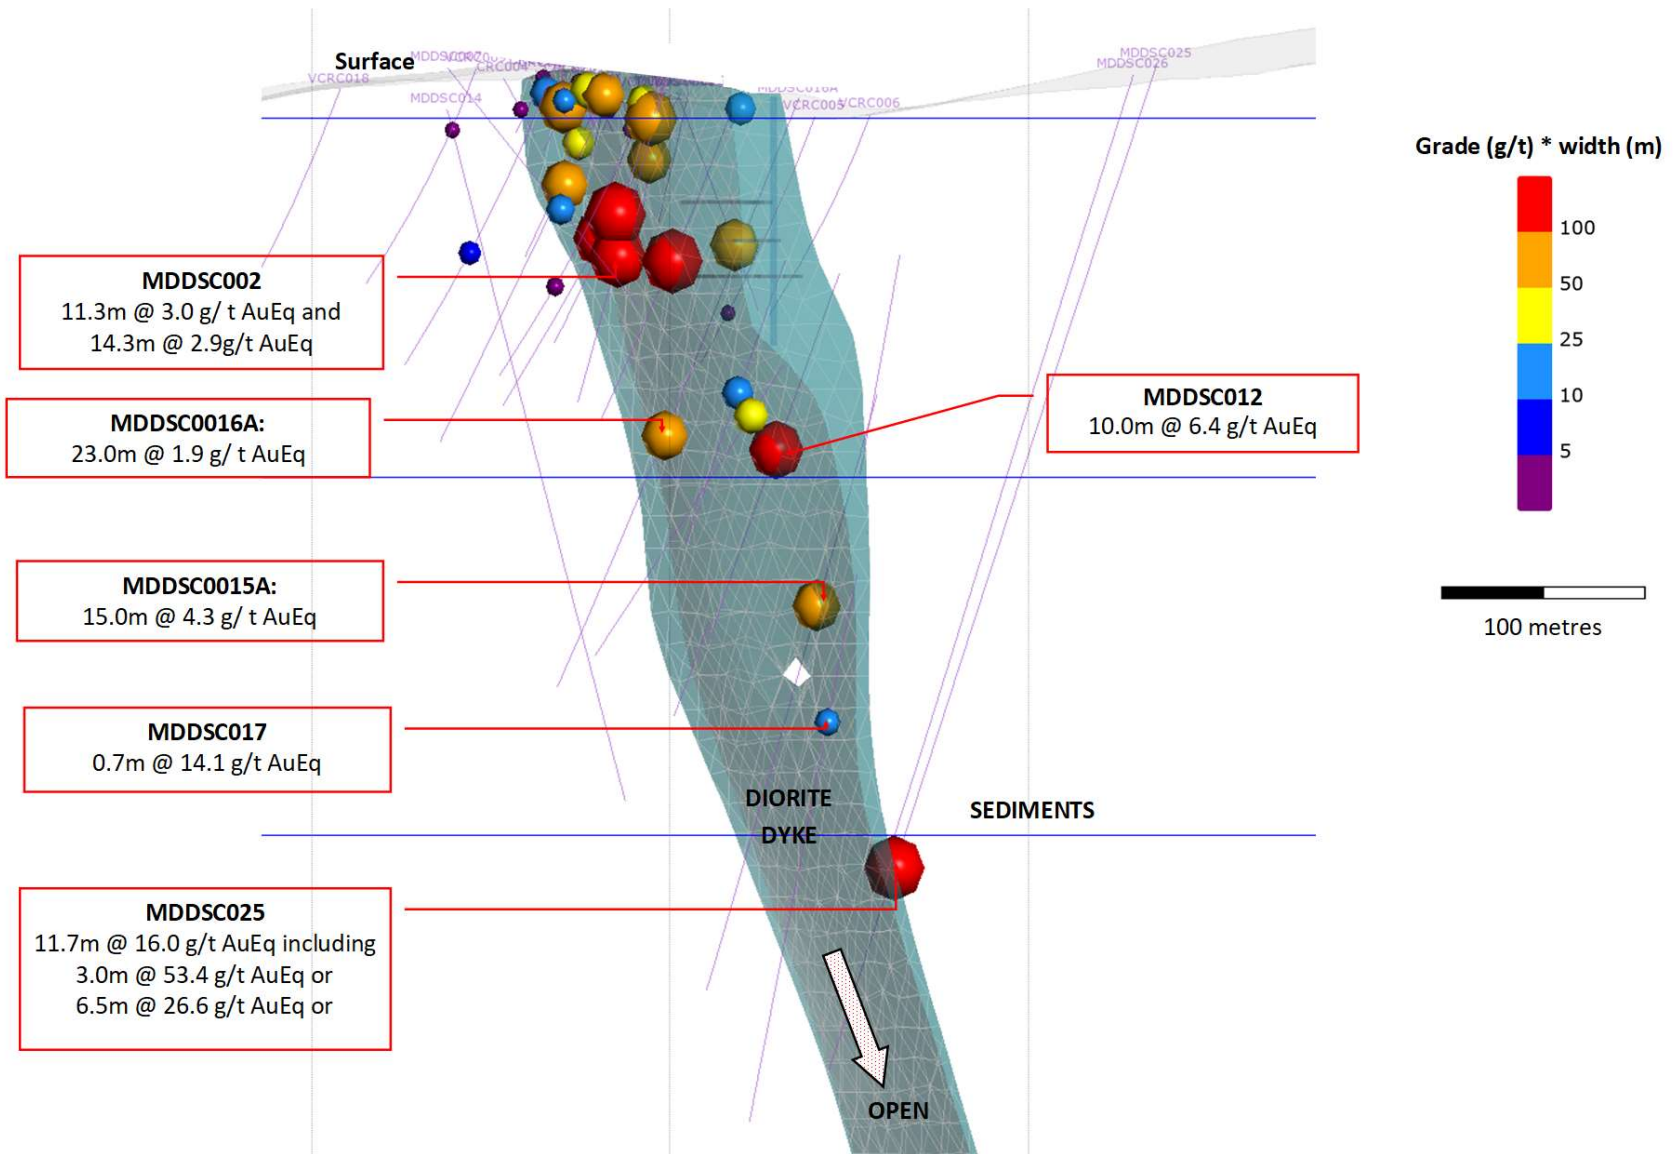 Surface
VCRC018
MDDSC014
MDDSC016A
VCRC005
VCRC006
MDDSC025
MDDSC026
Grade (g/t) * width (m)
100
50
25
10
5
100 metres
MDDSC002
11.3m @ 3.0 g/ t AuEq and
14.3m @ 2.9g/t AuEq
MDDSC0016A:
23.0m @ 1.9 g/ t AuEq
MDDSC012
10.0m @ 6.4 g/t AuEq
MDDSC0015A:
15.0m @ 4.3 g/ t AuEq
MDDSC017
0.7m @ 14.1 g/t AuEq
DIORITE
DYKE
SEDIMENTS
MDDSC025
11.7m @ 16.0 g/t AuEq including
3.0m @ 53.4 g/t AuEq or
6.5m @ 26.6 g/t AuEq or
OPEN